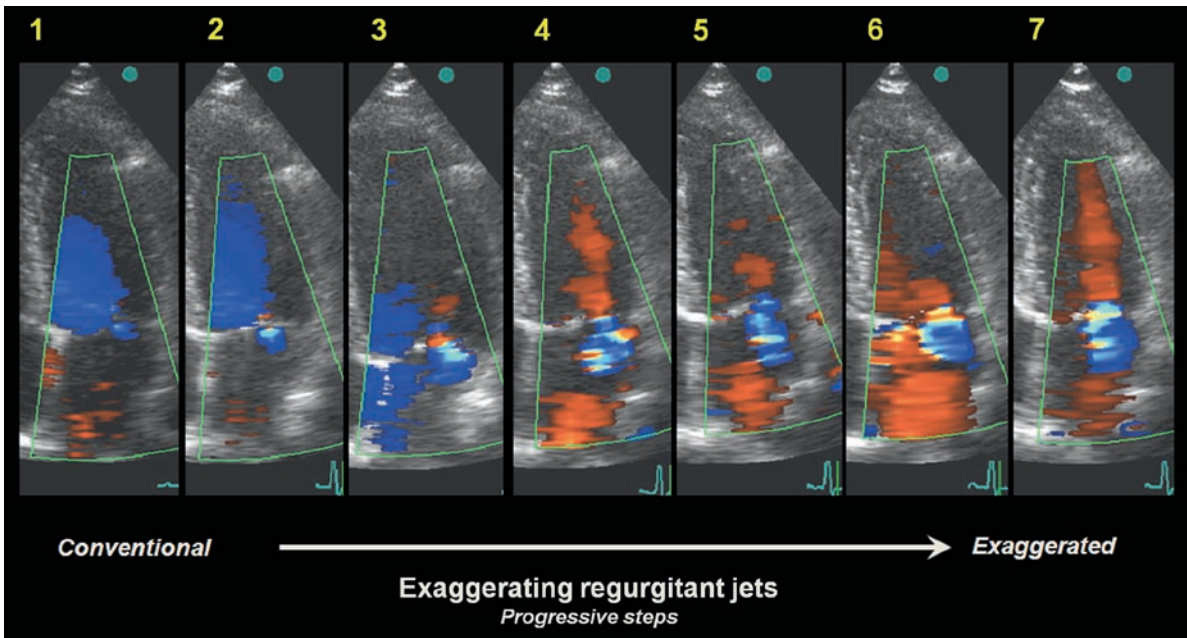 1 2 3 4 5 6 7
Conventional Exaggerated
Exaggerating regurgitant jets
Progressive steps